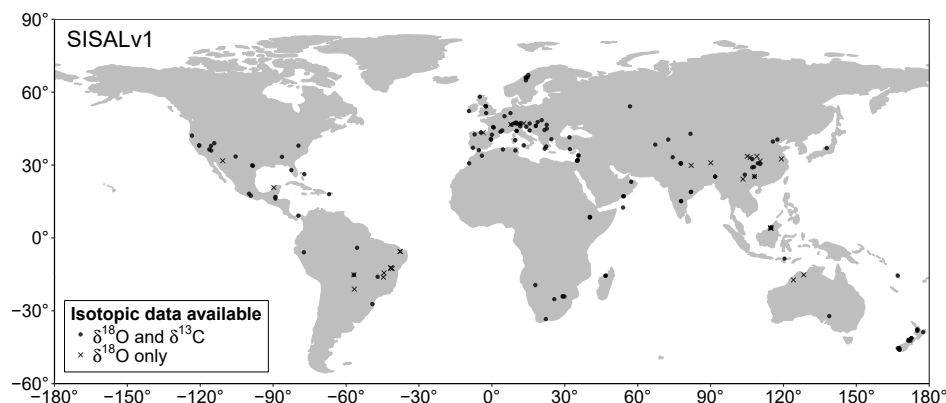 90°
SISALv1
60°
30°
0°
−30°
Isotopic data available
δ18O and δ13C
δ18O only
−60°
−180° −150° −120° −90° −60° −30° 0° 30° 60° 90° 120° 150° 180°